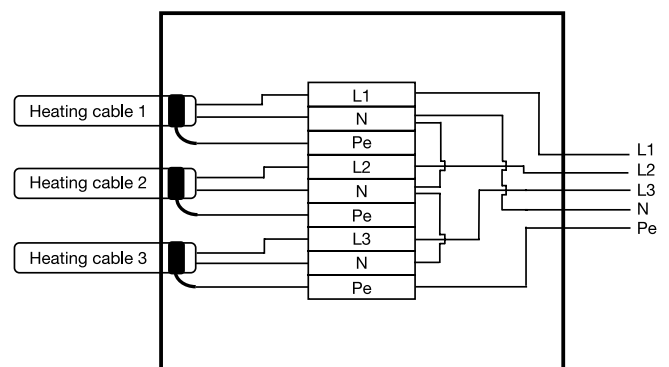 Heating cable 1
Heating cable 2
Heating cable 3
L1
N
Pe
L2
N
Pe
L3
N
Pe
L1
L2
L3
N
Pe